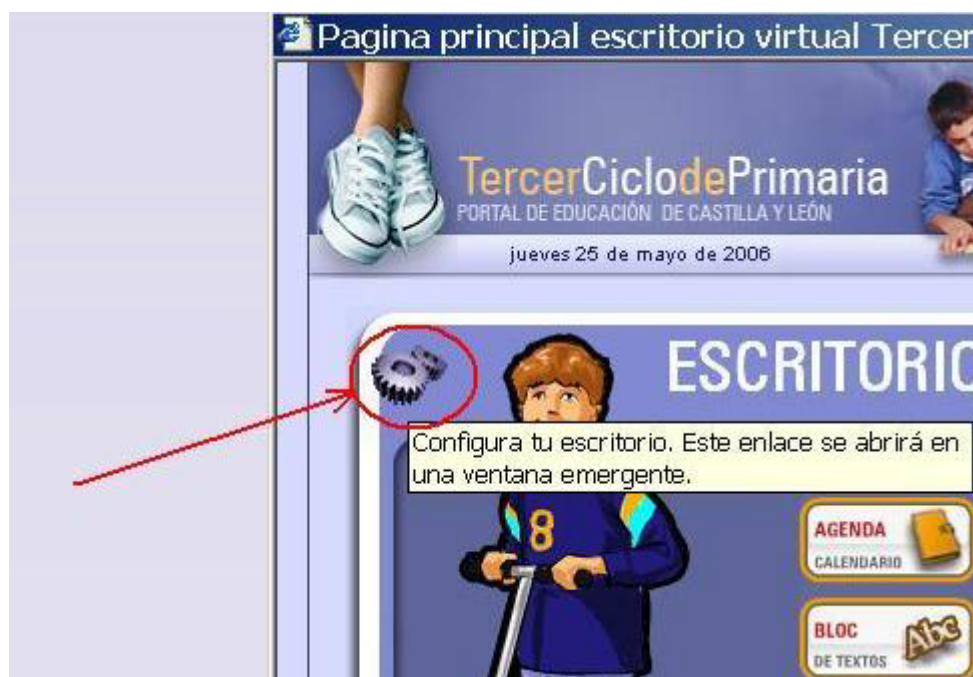 Pagina principal escritorio virtual Tercer
TercerCiclodePrimaria
PORTAL DE EDUCACIÓN DE CASTILLA Y LEÓN
jueves 25 de mayo de 2006
ESCRITORIO
Configura tu escritorio. Este enlace se abrirá en
una ventana emergente.
8
AGENDA
CALENDARIO
BLOC
DE TEXTOS
Abc